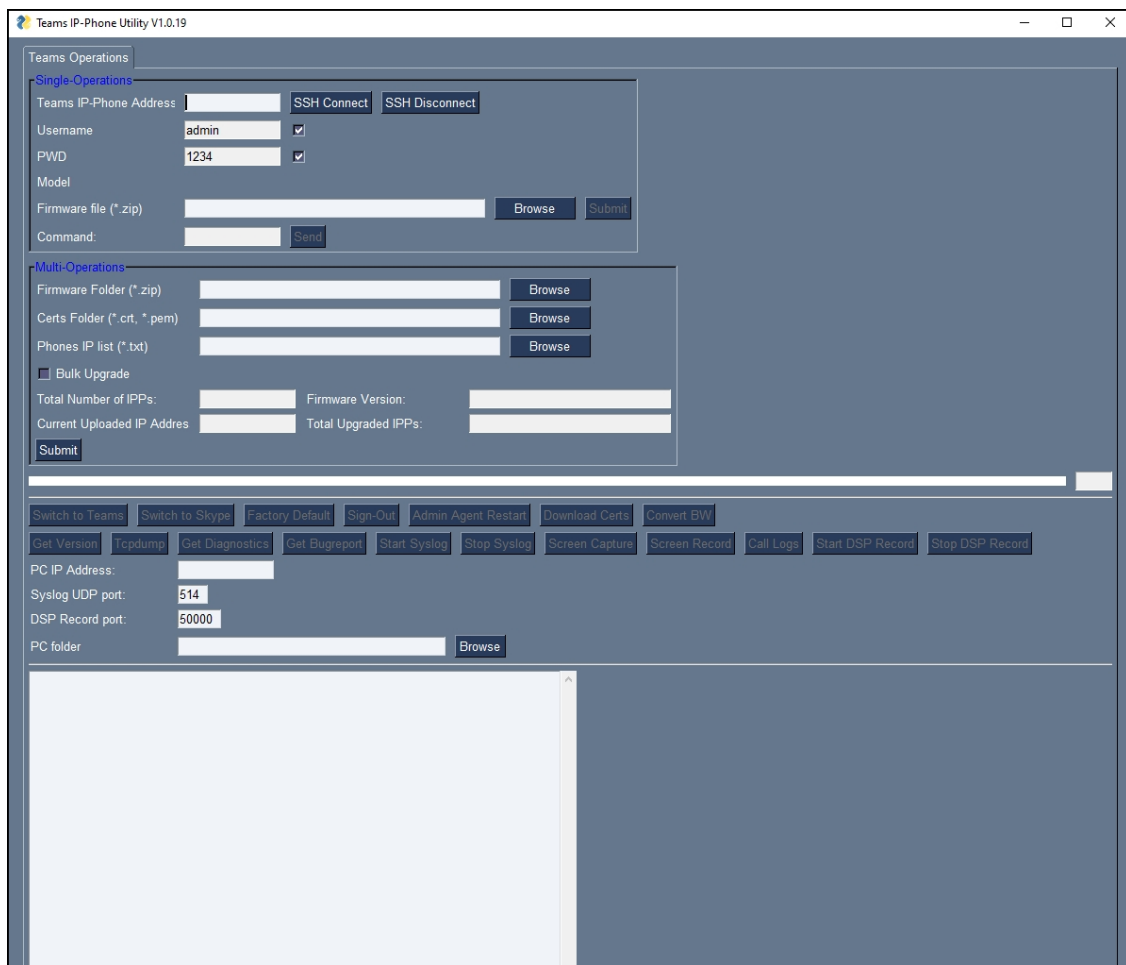 Teams IP-Phone Utility V1.0.19
Teams Operations
Single-Operations
Teams IP-Phone Address SSH Connect SSH Disconnect
Username admin
PWD 1234
Model
Firmware file (*.zip) Browse Submit
Command: Send
Multi-Operations
Firmware Folder (*.zip) Browse
Certs Folder (*.crt, *.pem) Browse
Phones IP list (*.txt) Browse
Bulk Upgrade
Total Number of IPPs: Firmware Version:
Current Uploaded IP Addres Total Upgraded IPPs:
Submit
Switch to Teams Switch to Skype Factory Default Sign-Out Admin Agent Restart Download Certs Convert BW
Get Version Tcpdump Get Diagnostics Get Bugreport Start Syslog Stop Syslog Screen Capture Screen Record Call Logs Start DSP Record Stop DSP Record
PC IP Address:
Syslog UDP port: 514
DSP Record port: 50000
PC folder Browse